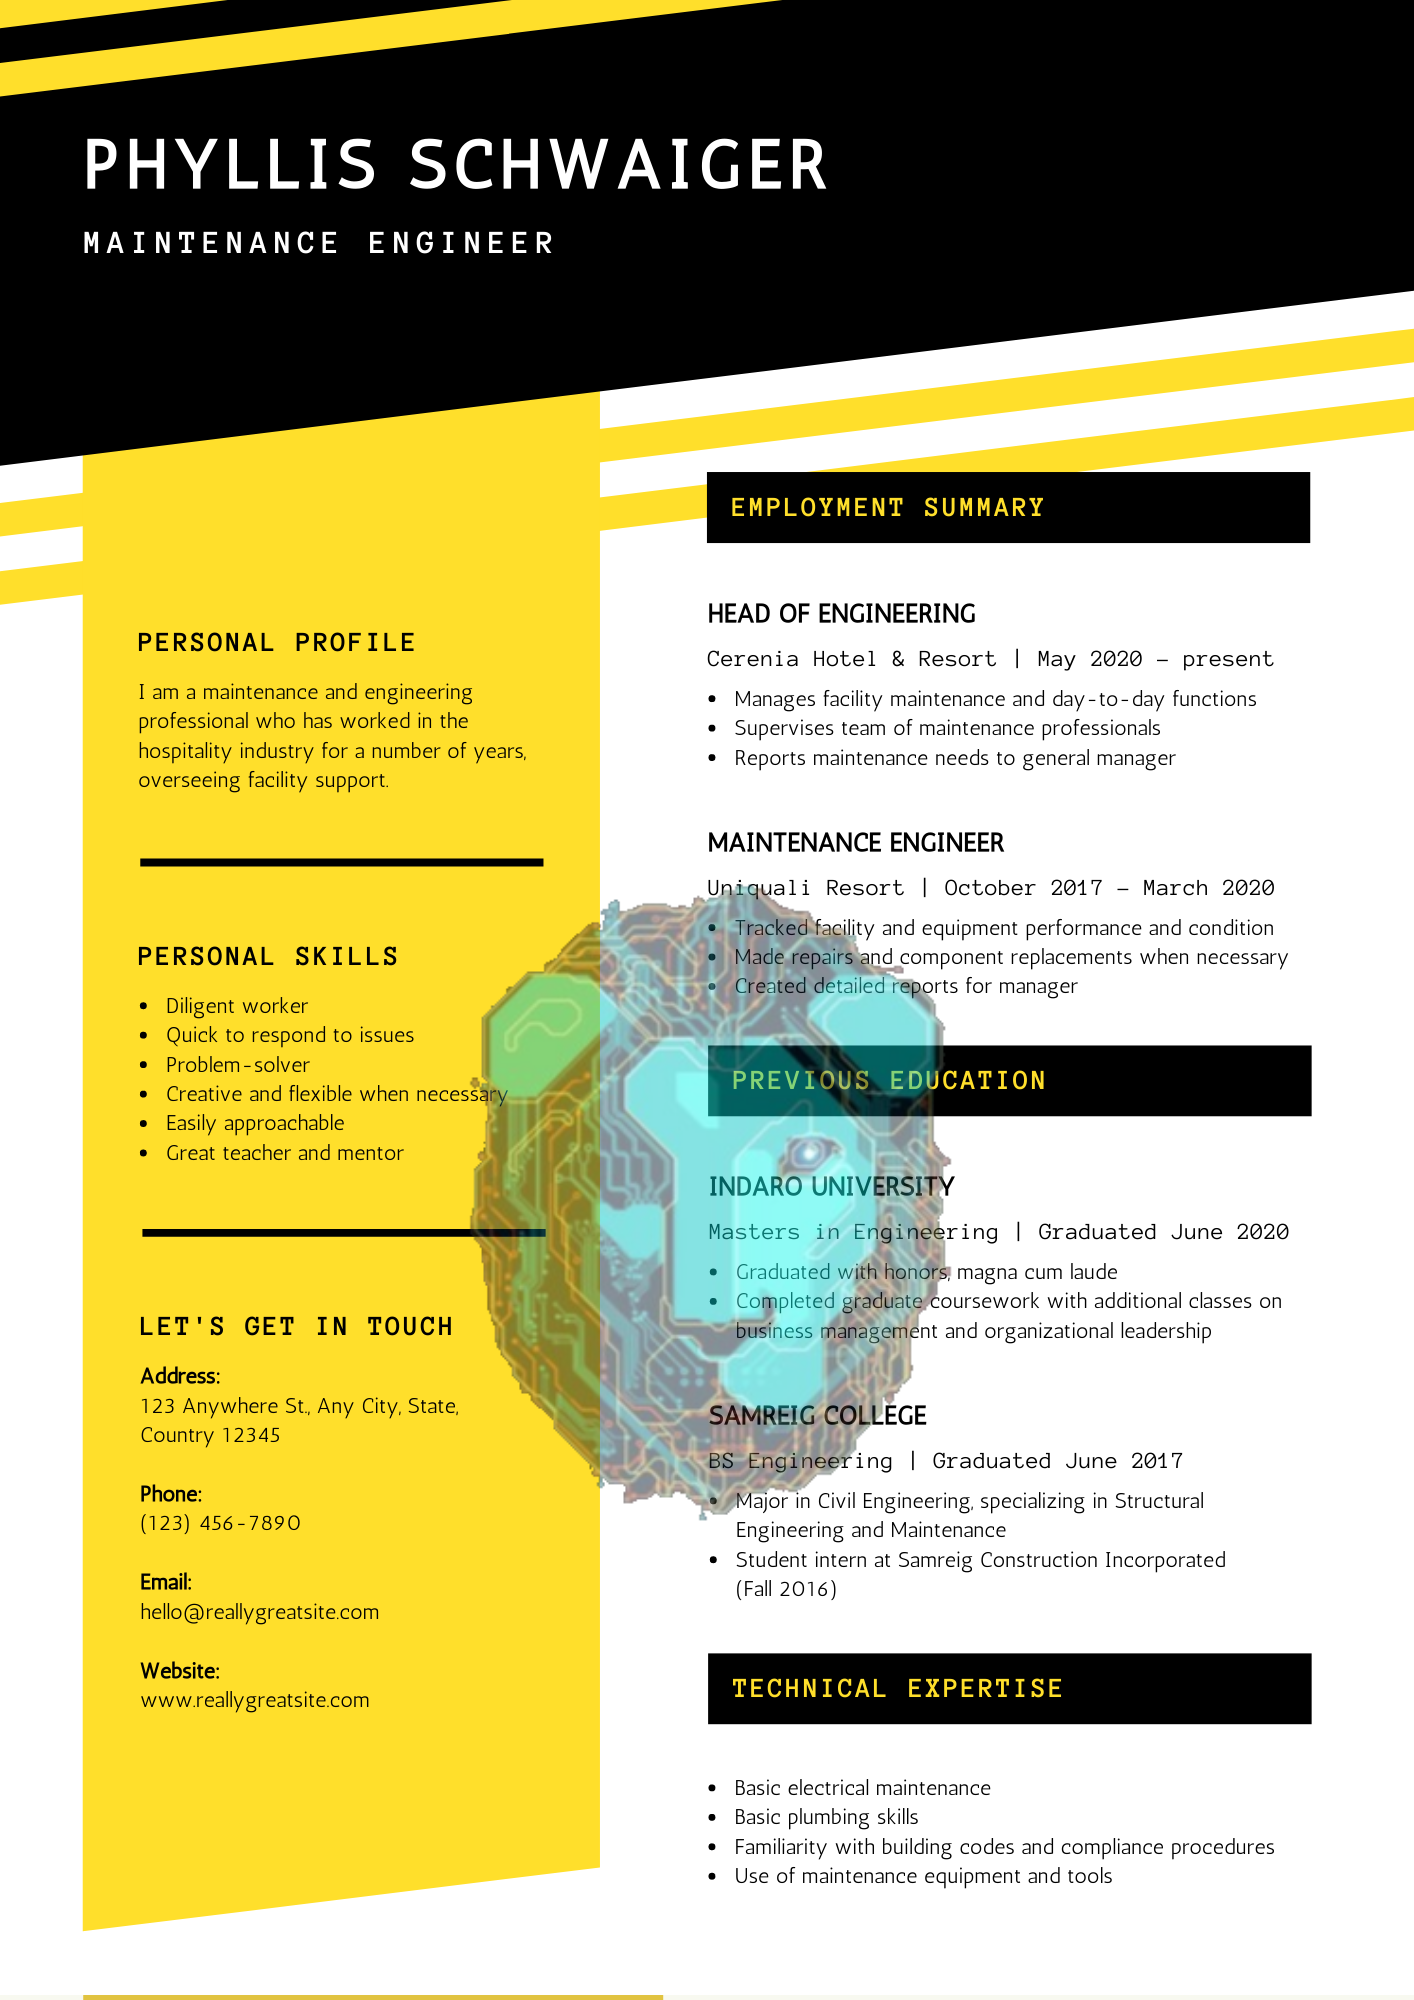 PHYLLIS SCHWAIGER
MAINTENANCE ENGINEER
PERSONAL PROFILE
I am a maintenance and engineering
professional who has worked in the
hospitality industry for a number of years,
overseeing facility support.
PERSONAL SKILLS
• Diligent worker
• Quick to respond to issues
• Problem-solver
• Creative and flexible when necessary
• Easily approachable
• Great teacher and mentor
LET'S GET IN TOUCH
Address:
123 Anywhere St., Any City, State,
Country 12345
Phone:
(123) 456-7890
Email:
hello@reallygreatsite.com
Website:
www.reallygreatsite.com
EMPLOYMENT SUMMARY
HEAD OF ENGINEERING
Cerenia Hotel & Resort | May 2020 - present
• Manages facility maintenance and day-to-day functions
• Supervises team of maintenance professionals
• Reports maintenance needs to general manager
MAINTENANCE ENGINEER
Uniquali Resort | October 2017 - March 2020
• Tracked facility and equipment performance and condition
• Made repairs and component replacements when necessary
• Created detailed reports for manager
PREVIOUS EDUCATION
INDARO UNIVERSITY
Masters in Engineering | Graduated June 2020
• Graduated with honors, magna cum laude
• Completed graduate coursework with additional classes on
business management and organizational leadership
SAMREIG COLLEGE
BS Engineering | Graduated June 2017
• Major in Civil Engineering, specializing in Structural
Engineering and Maintenance
• Student intern at Samreig Construction Incorporated
(Fall 2016)
TECHNICAL EXPERTISE
• Basic electrical maintenance
• Basic plumbing skills
• Familiarity with building codes and compliance procedures
• Use of maintenance equipment and tools